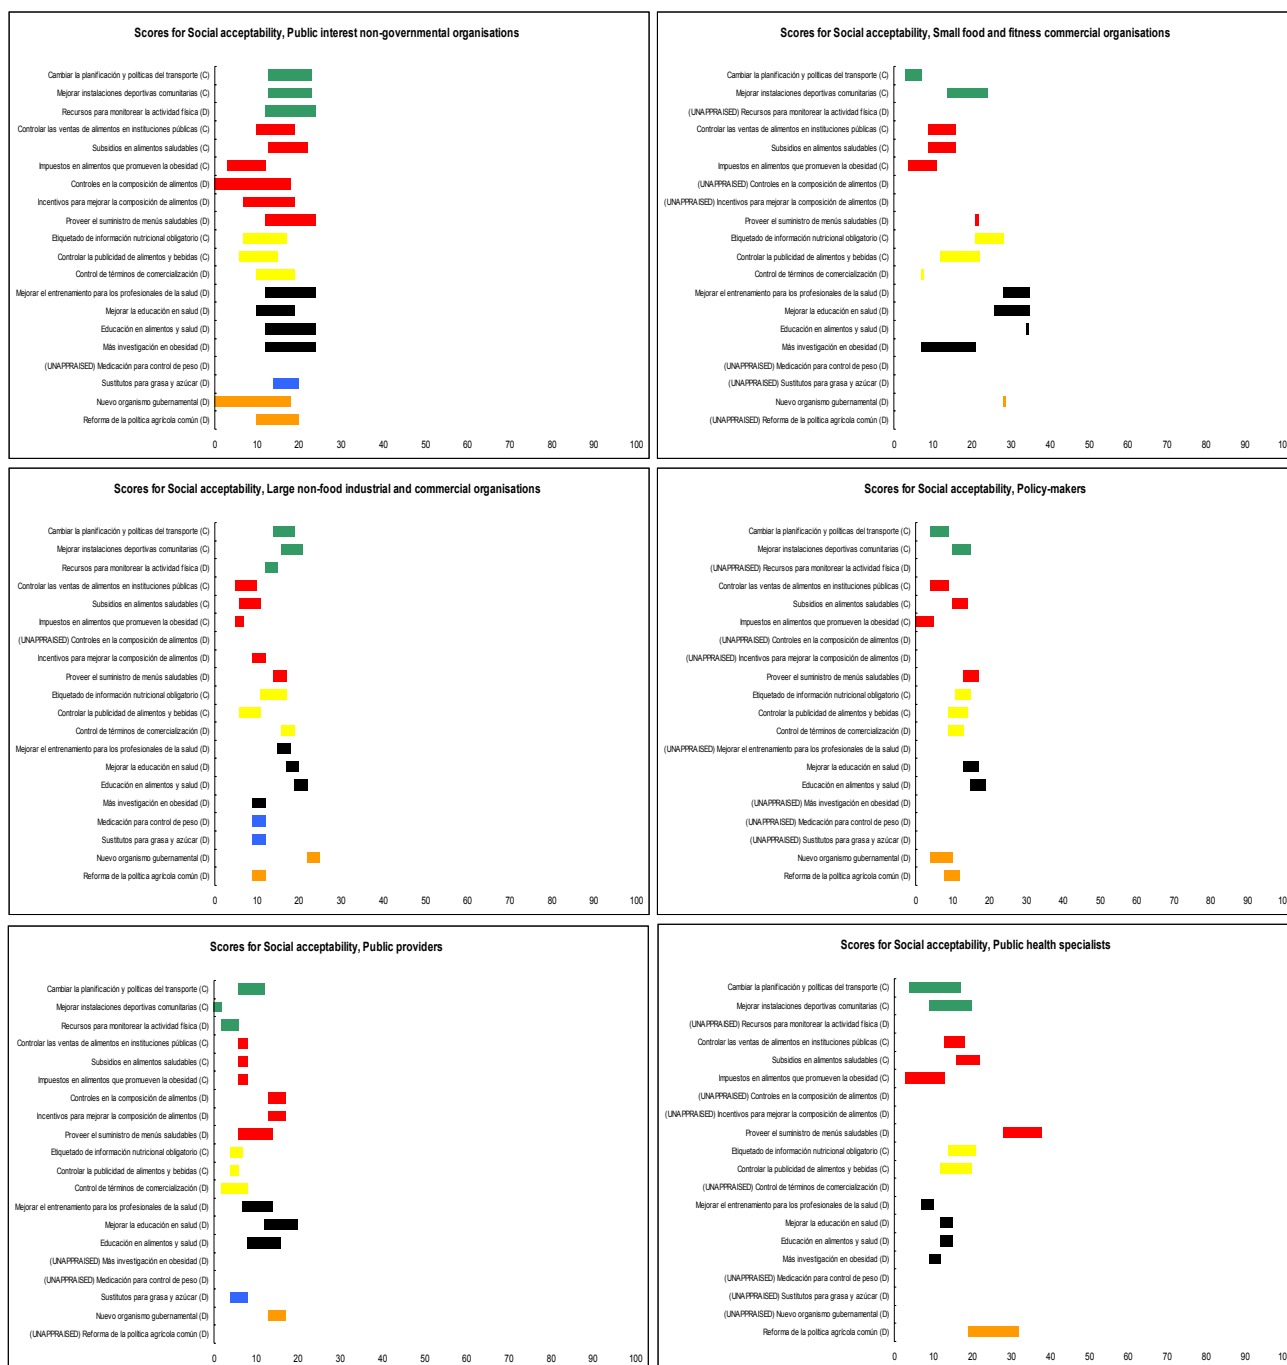 Scores for Social acceptability, Public interest non-governmental organisations
Cambiar la planificación y políticas del transporte (C)
Mejorar instalaciones deportivas comunitarias (C)
Recursos para monitorear la actividad física (D)
Controlar las ventas de alimentos en instituciones públicas (C)
Subsidios en alimentos saludables (C)
Impuestos en alimentos que promueven la obesidad (C)
Controles en la composición de alimentos (D)
Incentivos para mejorar la composición de alimentos (D)
Proveer el suministro de menús saludables (D)
Etiquetado de información nutricional obligatorio (C)
Controlar la publicidad de alimentos y bebidas (C)
Control de términos de comercialización (D)
Mejorar el entrenamiento para los profesionales de la salud (D)
Mejorar la educación en salud (D)
Educación en alimentos y salud (D)
Más investigación en obesidad (D)
(UNAPPRAISED) Medicación para control de peso (D)
Sustitutos para grasa y azúcar (D)
Nuevo organismo gubernamental (D)
Reforma de la política agrícola común (D)
0 10 20 30 40 50 60 70 80 90 100
Scores for Social acceptability, Small food and fitness commercial organisations
Cambiar la planificación y políticas del transporte (C)
Mejorar instalaciones deportivas comunitarias (C)
(UNAPPRAISED) Recursos para monitorear la actividad física (D)
Controlar las ventas de alimentos en instituciones públicas (C)
Subsidios en alimentos saludables (C)
Impuestos en alimentos que promueven la obesidad (C)
(UNAPPRAISED) Controles en la composición de alimentos (D)
(UNAPPRAISED) Incentivos para mejorar la composición de alimentos (D)
Proveer el suministro de menús saludables (D)
Etiquetado de información nutricional obligatorio (C)
Controlar la publicidad de alimentos y bebidas (C)
Control de términos de comercialización (D)
Mejorar el entrenamiento para los profesionales de la salud (D)
Mejorar la educación en salud (D)
Educación en alimentos y salud (D)
Más investigación en obesidad (D)
(UNAPPRAISED) Medicación para control de peso (D)
(UNAPPRAISED) Sustitutos para grasa y azúcar (D)
Nuevo organismo gubernamental (D)
(UNAPPRAISED) Reforma de la política agrícola común (D)
0 10 20 30 40 50 60 70 80 90
Scores for Social acceptability, Large non-food industrial and commercial organisations
Cambiar la planificación y políticas del transporte (C)
Mejorar instalaciones deportivas comunitarias (C)
Recursos para monitorear la actividad física (D)
Controlar las ventas de alimentos en instituciones públicas (C)
Subsidios en alimentos saludables (C)
Impuestos en alimentos que promueven la obesidad (C)
(UNAPPRAISED) Controles en la composición de alimentos (D)
Incentivos para mejorar la composición de alimentos (D)
Proveer el suministro de menús saludables (D)
Etiquetado de información nutricional obligatorio (C)
Controlar la publicidad de alimentos y bebidas (C)
Control de términos de comercialización (D)
Mejorar el entrenamiento para los profesionales de la salud (D)
Mejorar la educación en salud (D)
Educación en alimentos y salud (D)
Más investigación en obesidad (D)
Medicación para control de peso (D)
Sustitutos para grasa y azúcar (D)
Nuevo organismo gubernamental (D)
Reforma de la política agrícola común (D)
0 10 20 30 40 50 60 70 80 90 100
Scores for Social acceptability, Policy-makers
Cambiar la planificación y políticas del transporte (C)
Mejorar instalaciones deportivas comunitarias (C)
(UNAPPRAISED) Recursos para monitorear la actividad física (D)
Controlar las ventas de alimentos en instituciones públicas (C)
Subsidios en alimentos saludables (C)
Impuestos en alimentos que promueven la obesidad (C)
(UNAPPRAISED) Controles en la composición de alimentos (D)
(UNAPPRAISED) Incentivos para mejorar la composición de alimentos (D)
Proveer el suministro de menús saludables (D)
Etiquetado de información nutricional obligatorio (C)
Controlar la publicidad de alimentos y bebidas (C)
Control de términos de comercialización (D)
(UNAPPRAISED) Mejorar el entrenamiento para los profesionales de la salud (D)
Mejorar la educación en salud (D)
Educación en alimentos y salud (D)
(UNAPPRAISED) Más investigación en obesidad (D)
(UNAPPRAISED) Medicación para control de peso (D)
(UNAPPRAISED) Sustitutos para grasa y azúcar (D)
Nuevo organismo gubernamental (D)
Reforma de la política agrícola común (D)
0 10 20 30 40 50 60 70 80 90
Scores for Social acceptability, Public providers
Cambiar la planificación y políticas del transporte (C)
Mejorar instalaciones deportivas comunitarias (C)
Recursos para monitorear la actividad física (D)
Controlar las ventas de alimentos en instituciones públicas (C)
Subsidios en alimentos saludables (C)
Impuestos en alimentos que promueven la obesidad (C)
Controles en la composición de alimentos (D)
Incentivos para mejorar la composición de alimentos (D)
Proveer el suministro de menús saludables (D)
Etiquetado de información nutricional obligatorio (C)
Controlar la publicidad de alimentos y bebidas (C)
Control de términos de comercialización (D)
Mejorar el entrenamiento para los profesionales de la salud (D)
Mejorar la educación en salud (D)
Educación en alimentos y salud (D)
(UNAPPRAISED) Más investigación en obesidad (D)
(UNAPPRAISED) Medicación para control de peso (D)
Sustitutos para grasa y azúcar (D)
Nuevo organismo gubernamental (D)
(UNAPPRAISED) Reforma de la política agrícola común (D)
0 10 20 30 40 50 60 70 80 90 100
Scores for Social acceptability, Public health specialists
Cambiar la planificación y políticas del transporte (C)
Mejorar instalaciones deportivas comunitarias (C)
(UNAPPRAISED) Recursos para monitorear la actividad física (D)
Controlar las ventas de alimentos en instituciones públicas (C)
Subsidios en alimentos saludables (C)
Impuestos en alimentos que promueven la obesidad (C)
(UNAPPRAISED) Controles en la composición de alimentos (D)
(UNAPPRAISED) Incentivos para mejorar la composición de alimentos (D)
Proveer el suministro de menús saludables (D)
Etiquetado de información nutricional obligatorio (C)
Controlar la publicidad de alimentos y bebidas (C)
(UNAPPRAISED) Control de términos de comercialización (D)
Mejorar el entrenamiento para los profesionales de la salud (D)
Mejorar la educación en salud (D)
Educación en alimentos y salud (D)
Más investigación en obesidad (D)
(UNAPPRAISED) Medicación para control de peso (D)
(UNAPPRAISED) Sustitutos para grasa y azúcar (D)
(UNAPPRAISED) Nuevo organismo gubernamental (D)
Reforma de la política agrícola común (D)
0 10 20 30 40 50 60 70 80 90